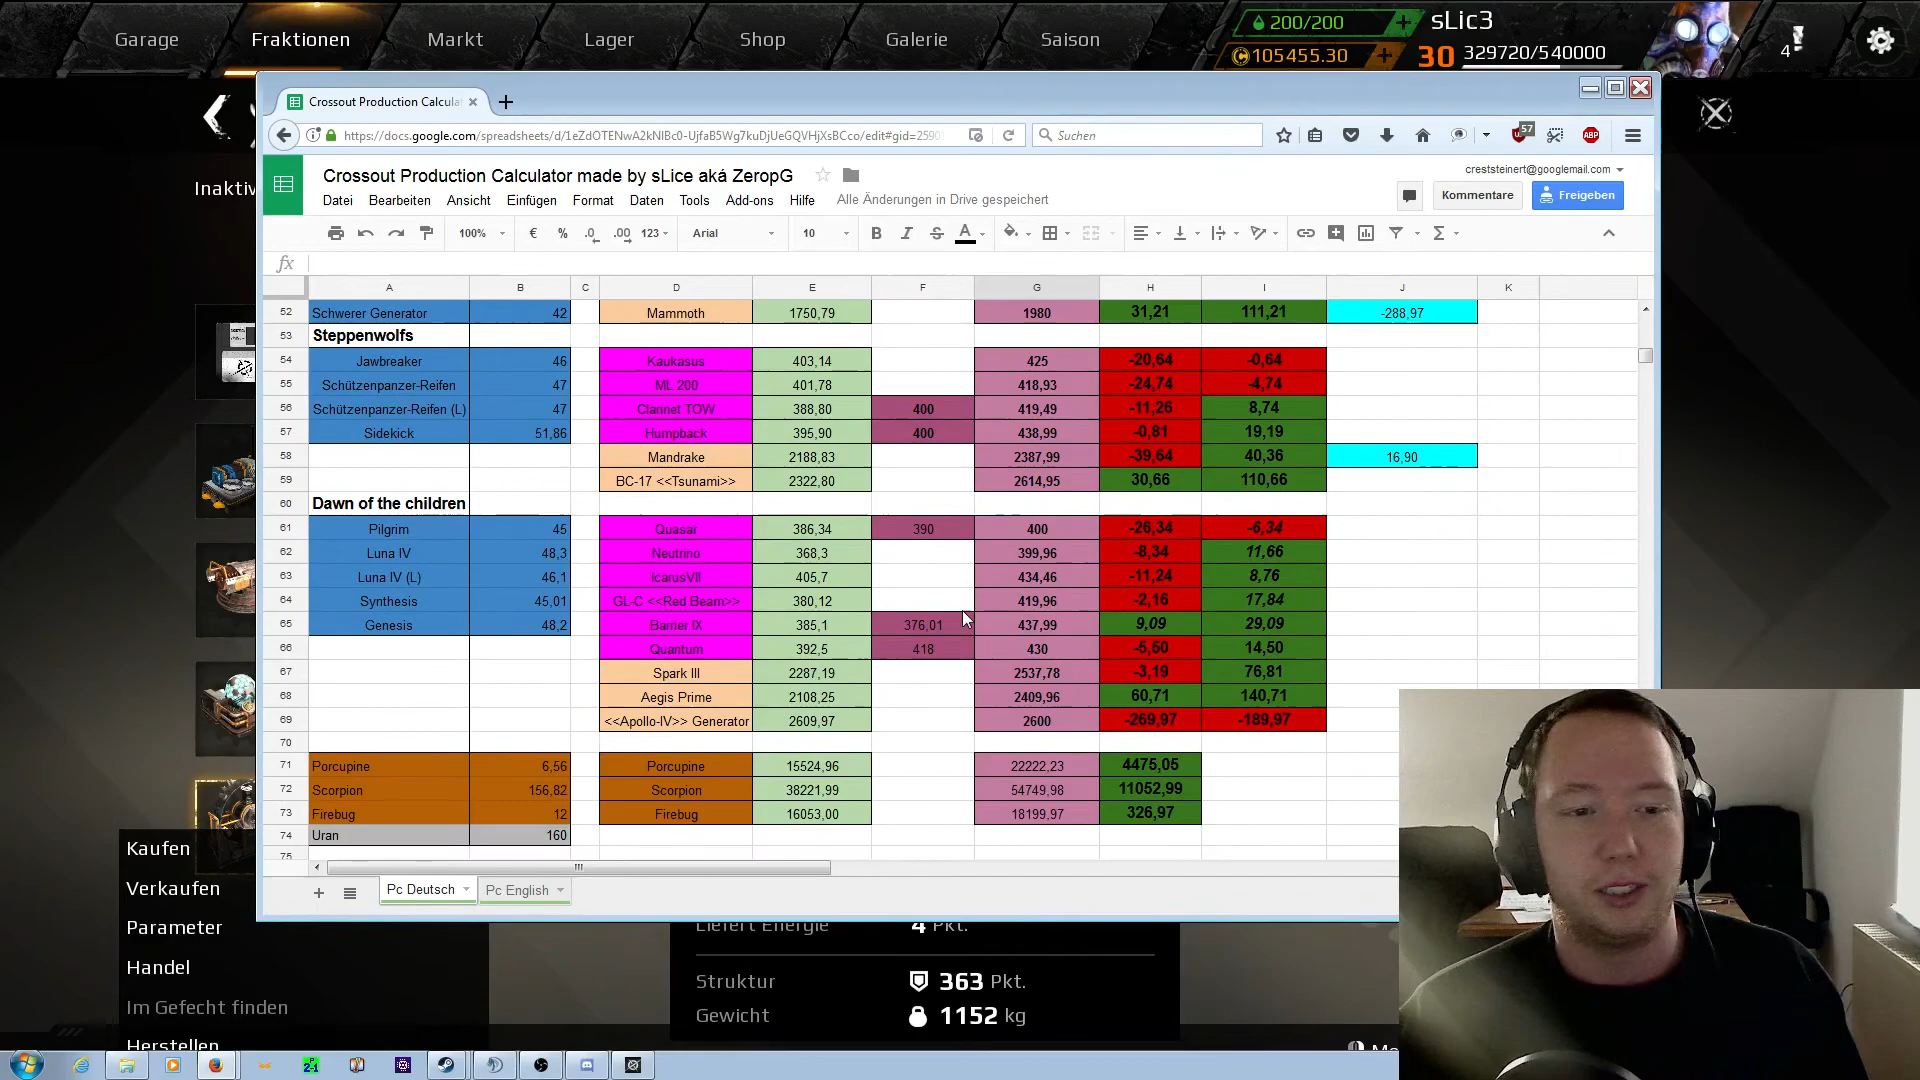 Garage Fraktionen Markt Lager Shop Galerie Saison
200/200
105455.30
sLic3
30 329720/540000
4
Crossout Production Calcula
https://docs.google.com/spreadsheets/d/1eZdOTENwA2kNIBc0-UjfaB5Wg7kuDjUeGQVHjXsBCco/edit#gid=2590
Suchen
57
ABP
Inaktiv
Crossout Production Calculator made by sLice aká ZeropG
creststeinert@googlemail.com
Datei Bearbeiten Ansicht Einfügen Format Daten Tools Add-ons Hilfe Alle Änderungen in Drive gespeichert
Kommentare Freigeben
100% € % .0 .00 123 Arial 10 B I S A Σ
fx
A B C D E F G H I J K
52 Schwerer Generator 42 Mammoth 1750,79 1980 31,21 111,21 -288,97
53 Steppenwolfs
54 Jawbreaker 46 Kaukasus 403,14 425 -20,64 -0,64
55 Schützenpanzer-Reifen 47 ML 200 401,78 418,93 -24,74 -4,74
56 Schützenpanzer-Reifen (L) 47 Clarinet TOW 388,80 400 419,49 -11,26 8,74
57 Sidekick 51,86 Humpback 395,90 400 438,99 -0,81 19,19
58 Mandrake 2188,83 2387,99 -39,64 40,36 16,90
59 BC-17 <<Tsunami>> 2322,80 2614,95 30,66 110,66
60 Dawn of the children
61 Pilgrim 45 Quasar 386,34 390 400 -26,34 -6,34
62 Luna IV 48,3 Neutrino 368,3 399,96 -8,34 11,66
63 Luna IV (L) 46,1 IcarusVII 405,7 434,46 -11,24 8,76
64 Synthesis 45,01 GL-C <<Red Beam>> 380,12 419,96 -2,16 17,84
65 Genesis 48,2 Barrier IX 385,1 376,01 437,99 9,09 29,09
66 Quantum 392,5 418 430 -5,50 14,50
67 Spark III 2287,19 2537,78 -3,19 76,81
68 Aegis Prime 2108,25 2409,96 60,71 140,71
69 <<Apollo-IV>> Generator 2609,97 2600 -269,97 -189,97
70
71 Porcupine 6,56 Porcupine 15524,96 22222,23 4475,05
72 Scorpion 156,82 Scorpion 38221,99 54749,98 11052,99
73 Firebug 12 Firebug 16053,00 18199,97 326,97
74 Uran 160
75
Pc Deutsch Pc English
Kaufen
Verkaufen
Parameter
Handel
Im Gefecht finden
Herstellen
Liefert Energie 4 Pkt.
Struktur 363 Pkt.
Gewicht 1152 kg